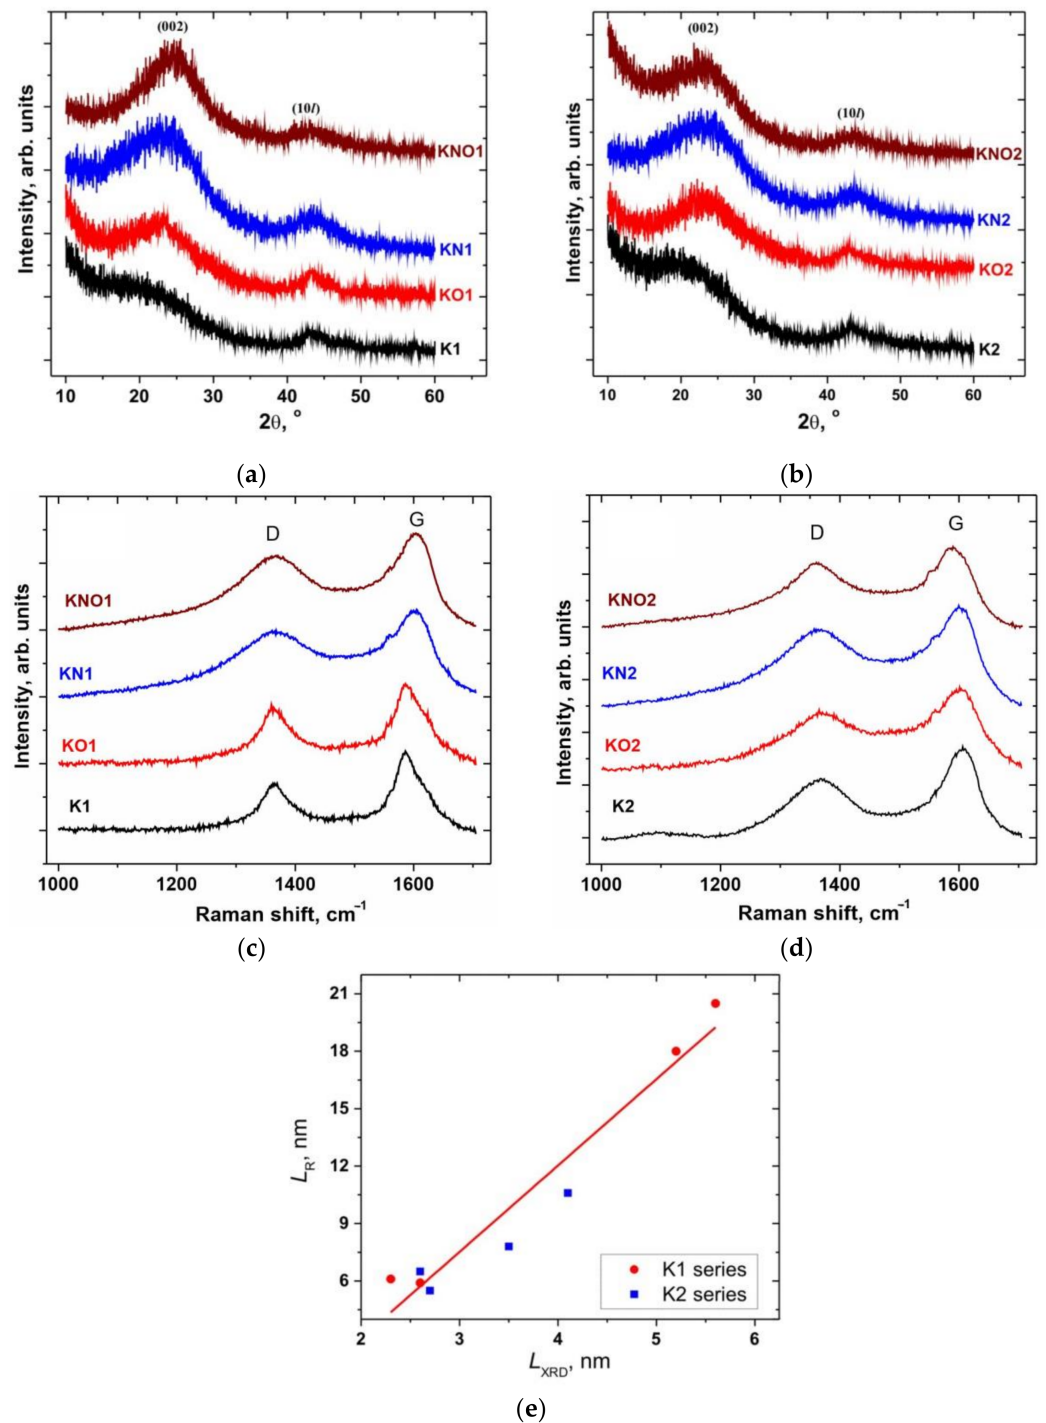 (002)
(10l)
KNO1
KN1
KO1
K1
Intensity, arb. units
10 20 30 40 50 60
2θ, °
(a)
(002)
(10l)
KNO2
KN2
KO2
K2
Intensity, arb. units
10 20 30 40 50 60
2θ, °
(b)
D
G
KNO1
KN1
KO1
K1
Intensity, arb. units
1000 1200 1400 1600
Raman shift, cm⁻¹
(c)
D
G
KNO2
KN2
KO2
K2
Intensity, arb. units
1000 1200 1400 1600
Raman shift, cm⁻¹
(d)
21
18
15
12
9
6
L_R, nm
K1 series
K2 series
2 3 4 5 6
L_XRD, nm
(e)